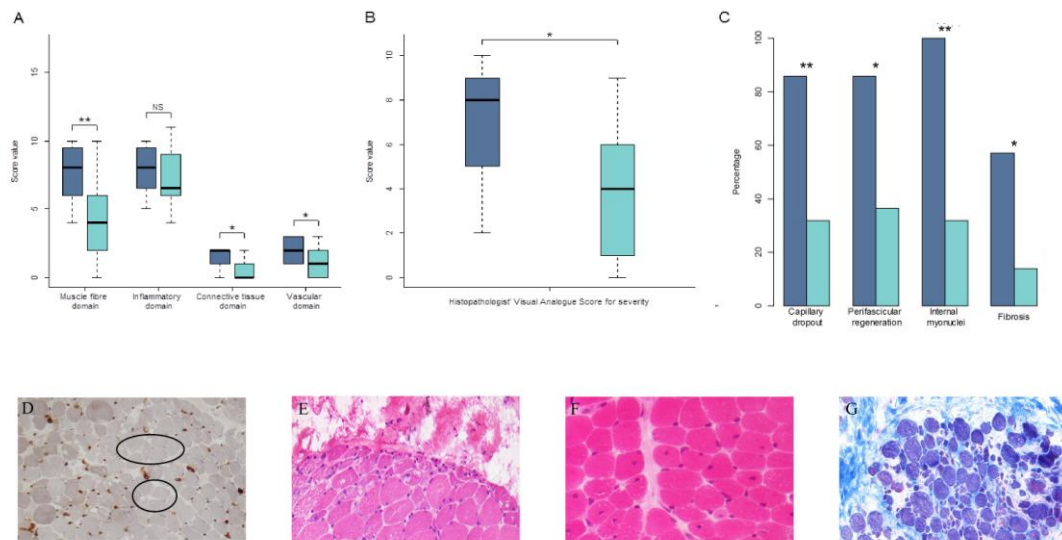 A
Score value
15
10
5
0
**
NS
*
*
Muscle fibre
domain
Inflammatory
domain
Connective tissue
domain
Vascular
domain
B
Score value
10
8
6
4
2
0
*
Histopathologist' Visual Analogue Score for severity
C
Percentage
100
80
60
40
20
0
**
*
**
*
Capillary
dropout
Perifascicular
regeneration
Internal
myonuclei
Fibrosis
D
E
F
G